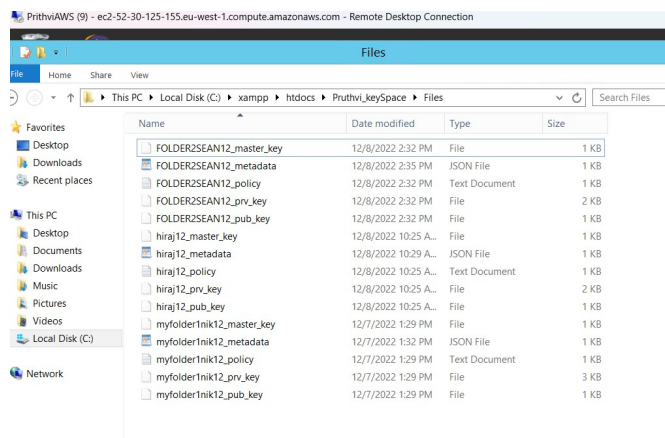 PrithviAWS (9) - ec2-52-30-125-155.eu-west-1.compute.amazonaws.com - Remote Desktop Connection
Files
File Home Share View
This PC Local Disk (C:) xampp htdocs Pruthvi_keySpace Files Search Files
Favorites
Desktop
Downloads
Recent places
This PC
Desktop
Documents
Downloads
Music
Pictures
Videos
Local Disk (C:)
Network
Name Date modified Type Size
FOLDER2SEAN12_master_key 12/8/2022 2:32 PM File 1 KB
FOLDER2SEAN12_metadata 12/8/2022 2:35 PM JSON File 1 KB
FOLDER2SEAN12_policy 12/8/2022 2:32 PM Text Document 1 KB
FOLDER2SEAN12_prv_key 12/8/2022 2:32 PM File 2 KB
FOLDER2SEAN12_pub_key 12/8/2022 2:32 PM File 1 KB
hiraj12_master_key 12/8/2022 10:25 A... File 1 KB
hiraj12_metadata 12/8/2022 10:29 A... JSON File 1 KB
hiraj12_policy 12/8/2022 10:25 A... Text Document 1 KB
hiraj12_prv_key 12/8/2022 10:25 A... File 2 KB
hiraj12_pub_key 12/8/2022 10:25 A... File 1 KB
myfolder1nik12_master_key 12/7/2022 1:29 PM File 1 KB
myfolder1nik12_metadata 12/7/2022 1:32 PM JSON File 1 KB
myfolder1nik12_policy 12/7/2022 1:29 PM Text Document 1 KB
myfolder1nik12_prv_key 12/7/2022 1:29 PM File 3 KB
myfolder1nik12_pub_key 12/7/2022 1:29 PM File 1 KB